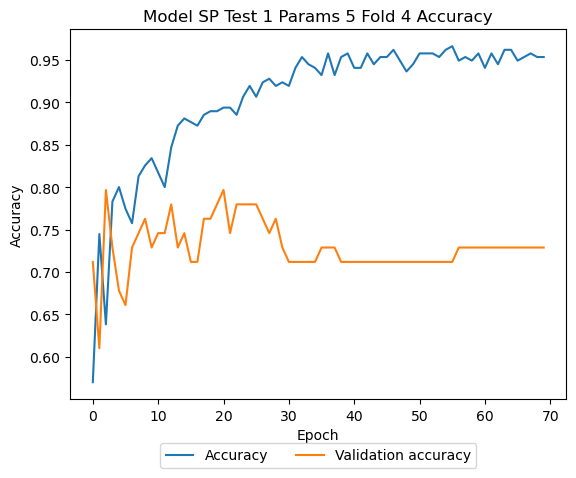 Model SP Test 1 Params 5 Fold 4 Accuracy
0.95
0.90
0.85
0.80
0.75
0.70
0.65
0.60
Accuracy
0 10 20 30 40 50 60 70
Epoch
Accuracy Validation accuracy